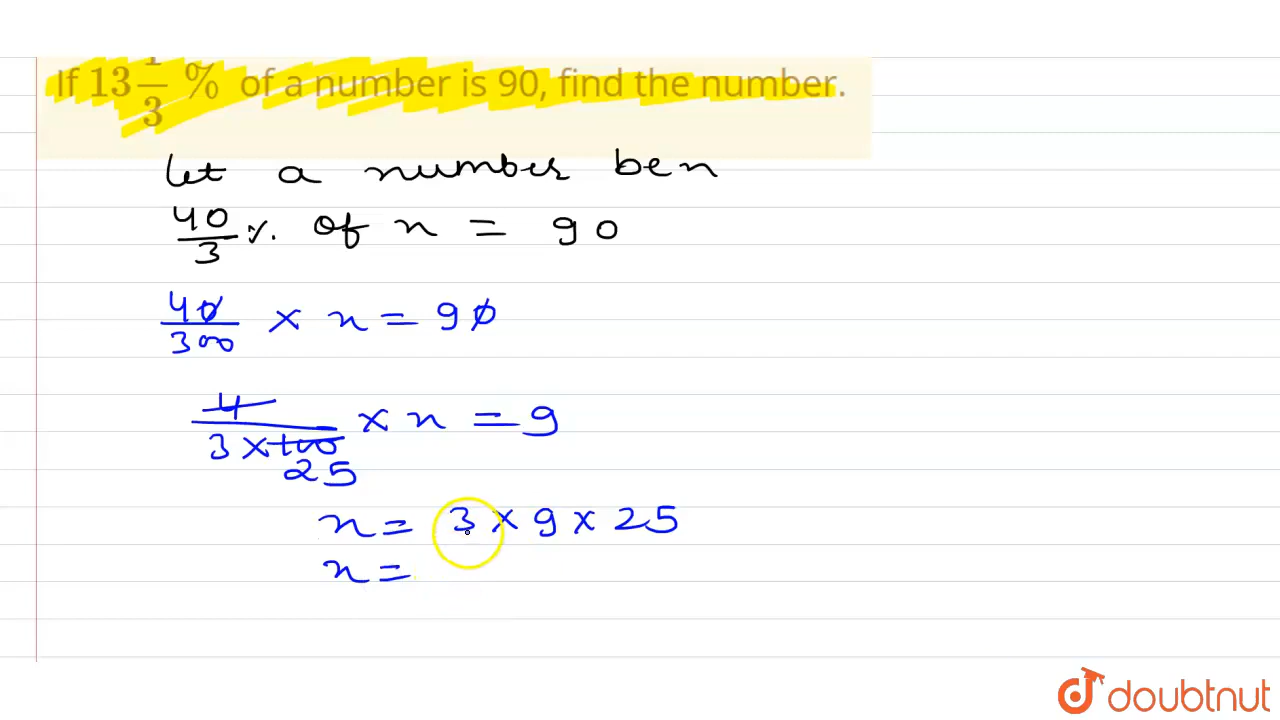 If 13 1/3 % of a number is 90, find the number.
let a number be n
40/3 % of n = 90
40/300 × n = 90
4/3×100 × n = 9
25
n = 3 × 9 × 25
n =
doubtnut